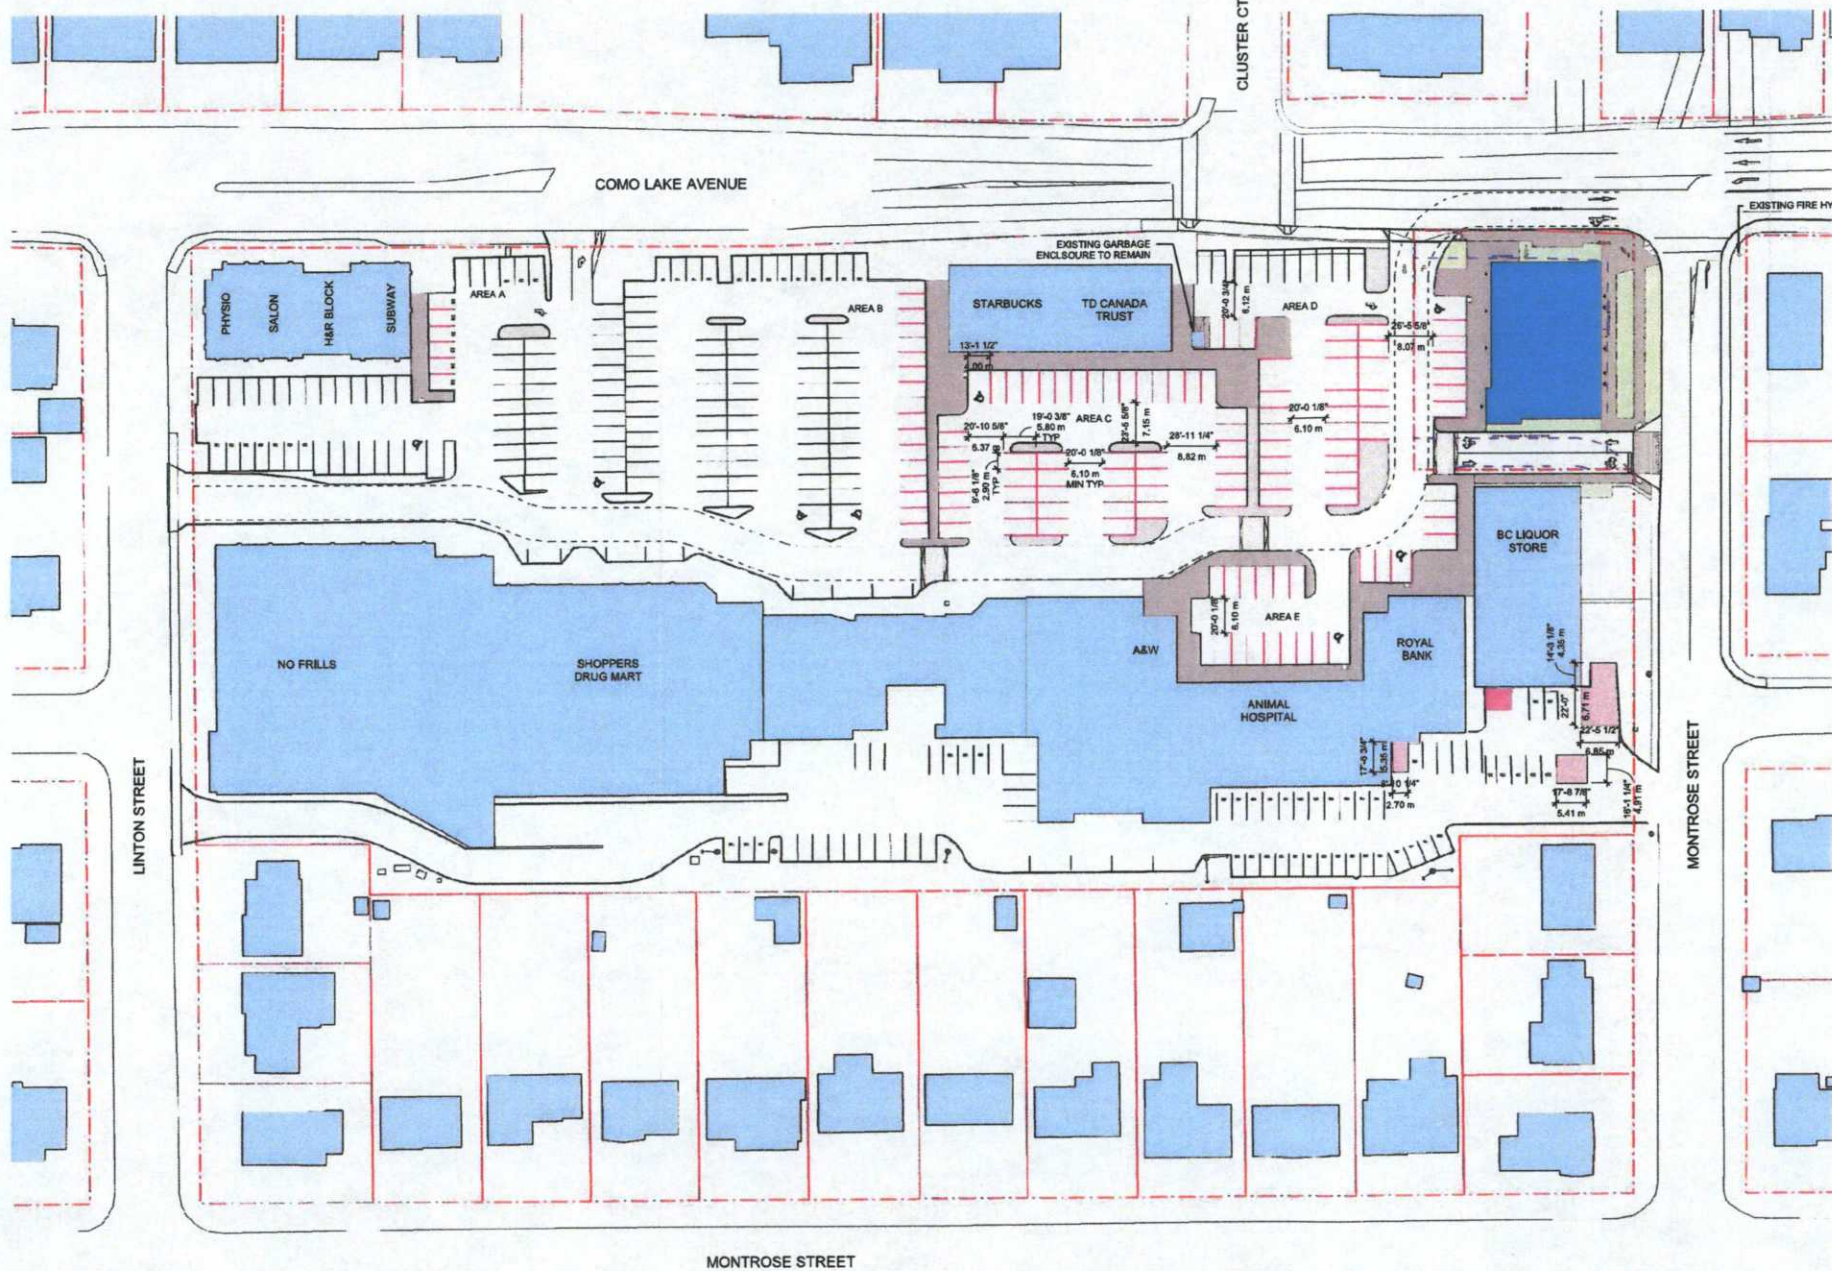 CLUSTER CT
COMO LAKE AVENUE
EXISTING FIRE HY
EXISTING GARBAGE
ENCLSOURE TO REMAIN
PHYSIO
SALON
H&R BLOCK
SUBWAY
AREA A
AREA B
STARBUCKS
TD CANADA
TRUST
20'-0 3/4"
6.12 m
AREA D
26'-5 5/8"
8.07 m
13'-1 1/2"
4.00 m
AREA C
19'-0 3/8"
5.80 m
TYP
23'-5 5/8"
7.15 m
20'-10 5/8"
6.37
28'-11 1/4"
8.82 m
20'-0 1/8"
6.10 m
MIN TYP.
20'-0 1/8"
6.10 m
9'-6 1/8"
2.90 m
TYP
BC LIQUOR
STORE
20'-0 1/8"
6.10 m
AREA E
NO FRILLS
SHOPPERS
DRUG MART
A&W
ROYAL
BANK
ANIMAL
HOSPITAL
14'-3 1/8"
4.35 m
22'-0"
6.71 m
22'-5 1/2"
6.85 m
17'-6 3/4"
5.35 m
2.70 m
17'-8 7/8"
5.41 m
16'-1 1/4"
4.91 m
LINTON STREET
MONTROSE STREET
MONTROSE STREET